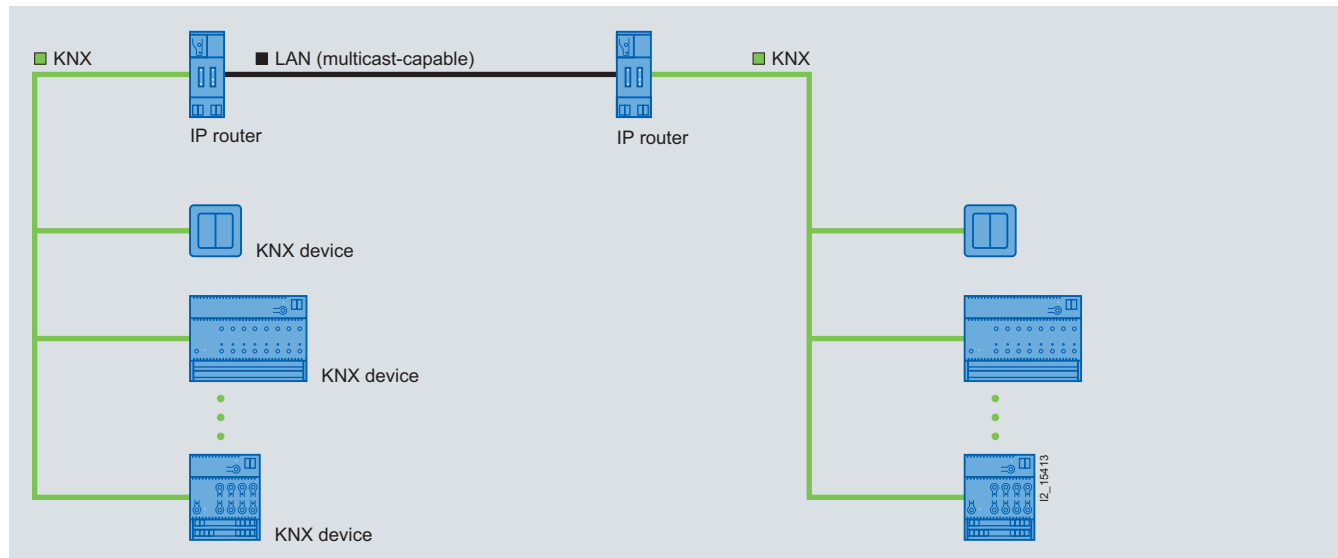 KNX
LAN (multicast-capable)
KNX
IP router
IP router
KNX device
KNX device
KNX device
I2_15413